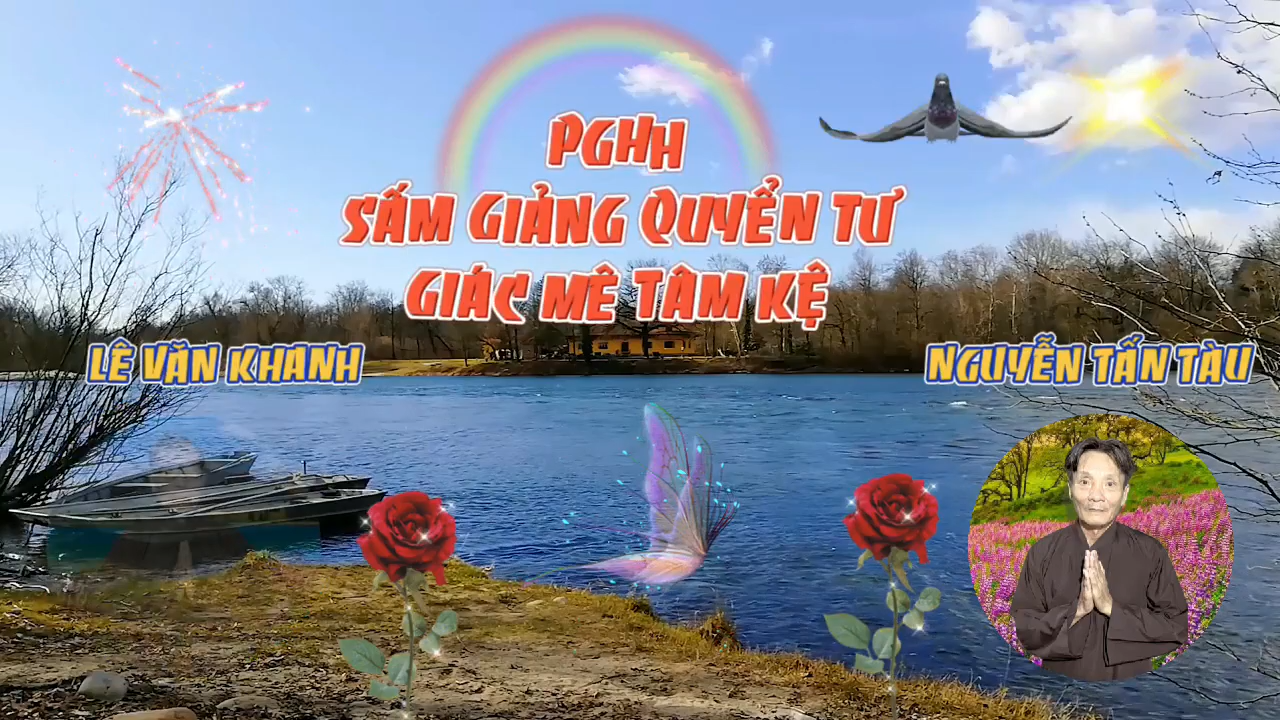 PGHH
SẤM GIẢNG QUYỂN TƯ
GIÁC MÊ TÂM KỆ
LÊ VĂN KHANH
NGUYỄN TẤN TÀU